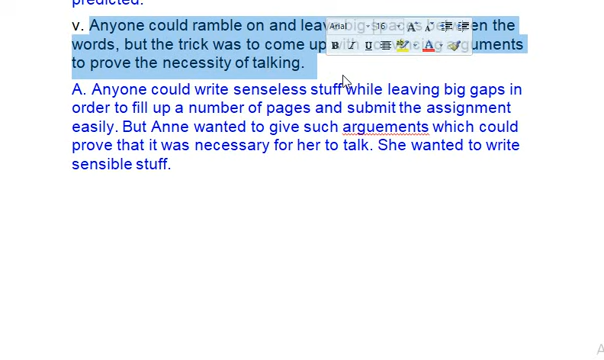 predicted.
v. Anyone could ramble on and leave big spaces between the
words, but the trick was to come up with convincing arguments
to prove the necessity of talking.
Arial 16
A. Anyone could write senseless stuff while leaving big gaps in
order to fill up a number of pages and submit the assignment
easily. But Anne wanted to give such arguements which could
prove that it was necessary for her to talk. She wanted to write
sensible stuff.
A